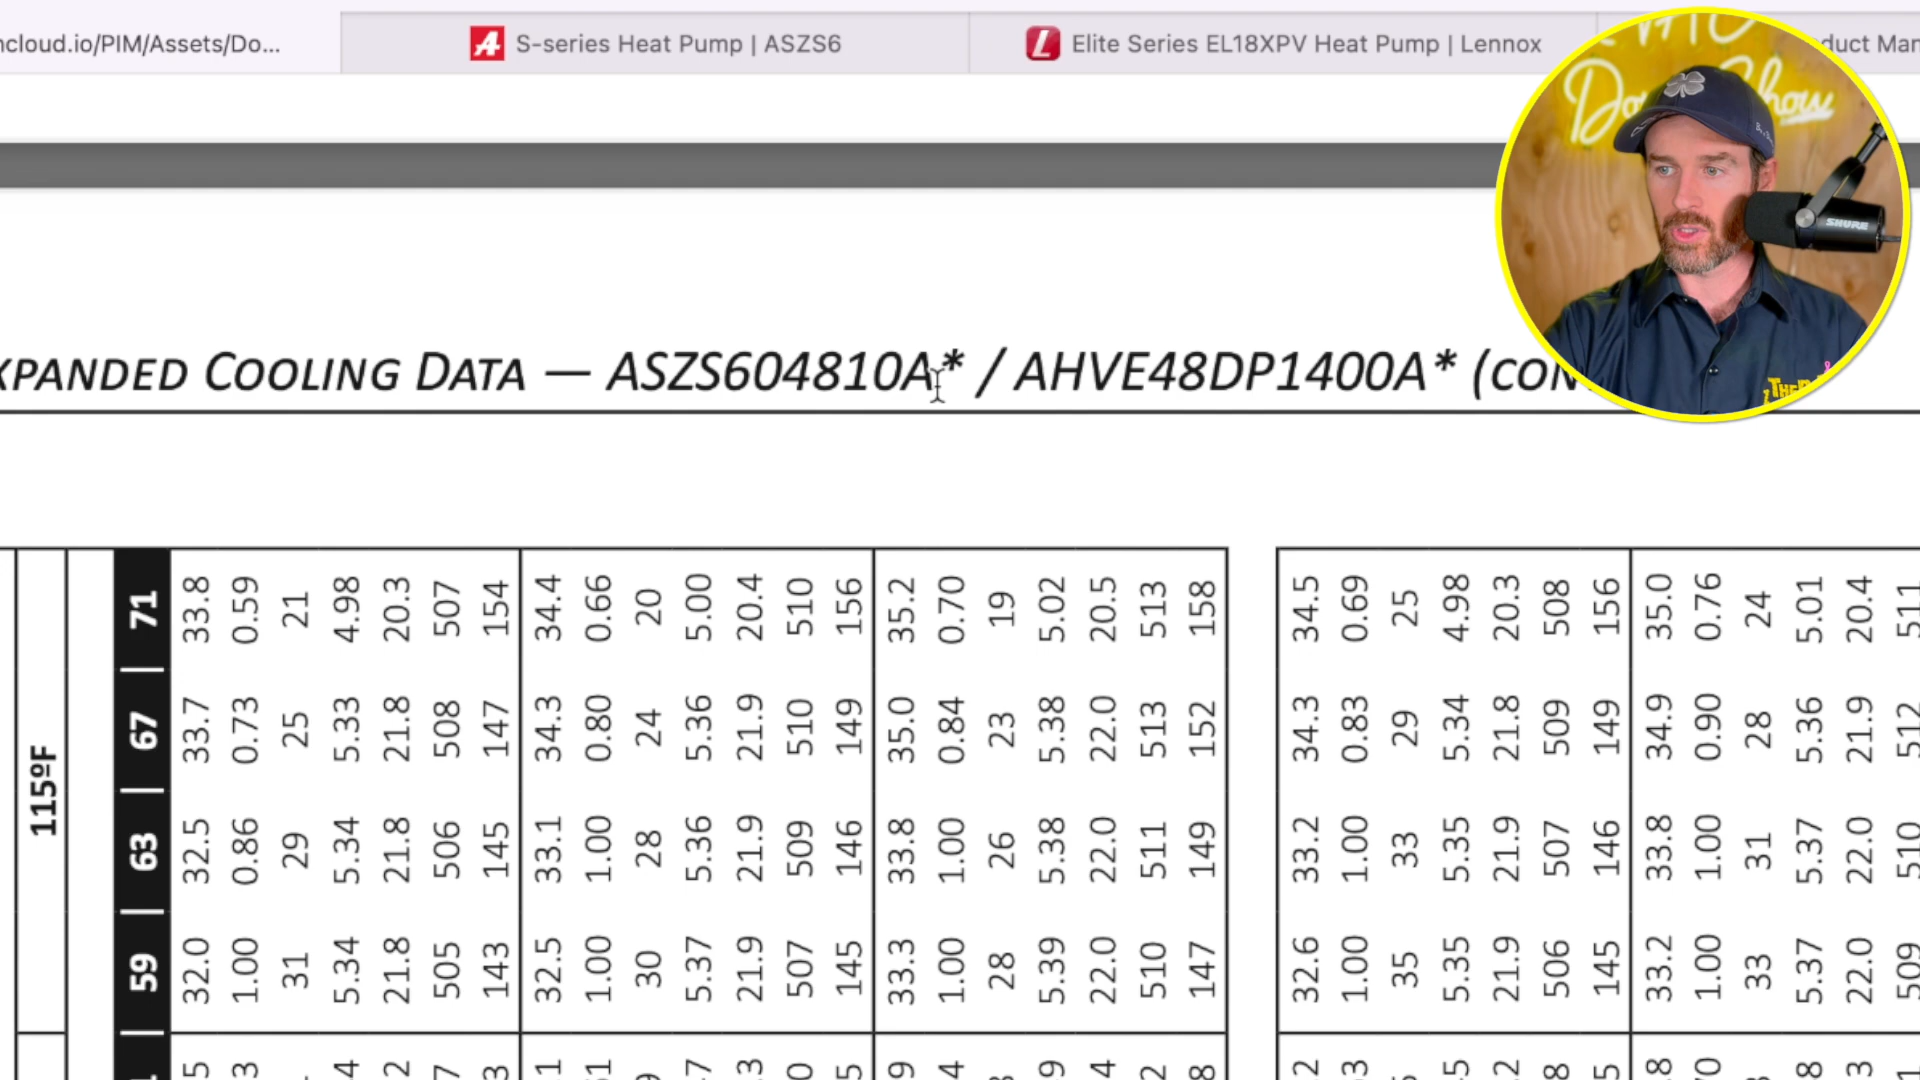 ncloud.io/PIM/Assets/Do...
S-series Heat Pump | ASZS6
Elite Series EL18XPV Heat Pump | Lennox
duct Man
SHURE
XPANDED COOLING DATA — ASZS604810A* / AHVE48DP1400A* (CON
115ºF
71
67
63
59
33.8 0.59 21 4.98 20.3 507 154 34.4 0.66 20 5.00 20.4 510 156 35.2 0.70 19 5.02 20.5 513 158 34.5 0.69 25 4.98 20.3 508 156 35.0 0.76 24 5.01 20.4 511
33.7 0.73 25 5.33 21.8 508 147 34.3 0.80 24 5.36 21.9 510 149 35.0 0.84 23 5.38 22.0 513 152 34.3 0.83 29 5.34 21.8 509 149 34.9 0.90 28 5.36 21.9 512
32.5 0.86 29 5.34 21.8 506 145 33.1 1.00 28 5.36 21.9 509 146 33.8 1.00 26 5.38 22.0 511 149 33.2 1.00 33 5.35 21.9 507 146 33.8 1.00 31 5.37 22.0 510
32.0 1.00 31 5.34 21.8 505 143 32.5 1.00 30 5.37 21.9 507 145 33.3 1.00 28 5.39 22.0 510 147 32.6 1.00 35 5.35 21.9 506 145 33.2 1.00 33 5.37 22.0 509